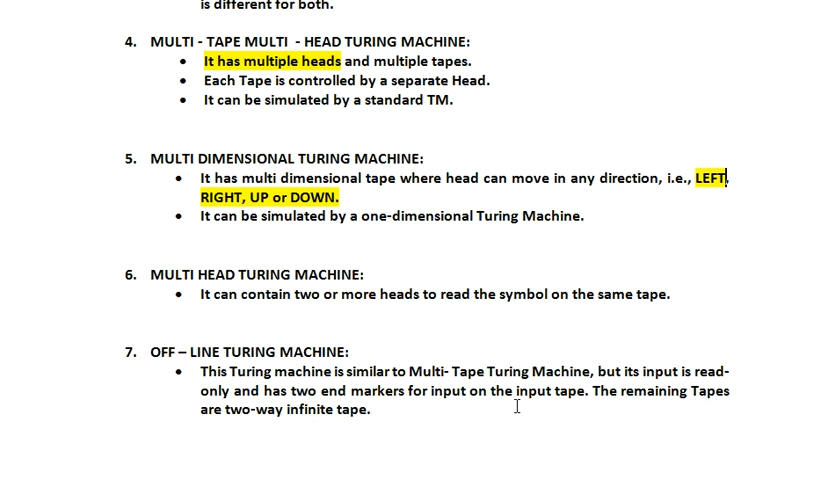 is different for both.
4. MULTI - TAPE MULTI - HEAD TURING MACHINE:
• It has multiple heads and multiple tapes.
• Each Tape is controlled by a separate Head.
• It can be simulated by a standard TM.
5. MULTI DIMENSIONAL TURING MACHINE:
• It has multi dimensional tape where head can move in any direction, i.e., LEFT,
RIGHT, UP or DOWN.
• It can be simulated by a one-dimensional Turing Machine.
6. MULTI HEAD TURING MACHINE:
• It can contain two or more heads to read the symbol on the same tape.
7. OFF – LINE TURING MACHINE:
• This Turing machine is similar to Multi- Tape Turing Machine, but its input is read-
only and has two end markers for input on the input tape. The remaining Tapes
are two-way infinite tape.